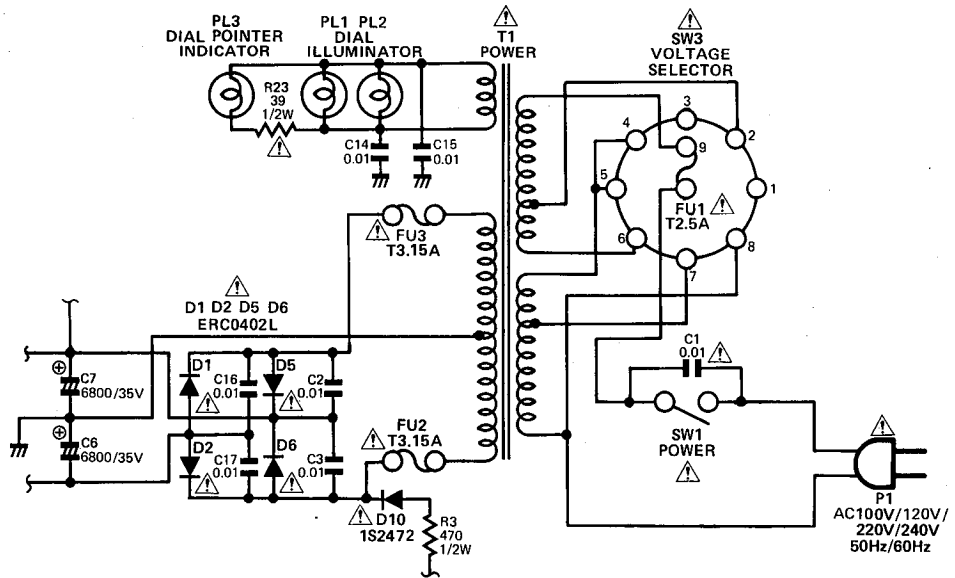 PL3
DIAL POINTER
INDICATOR
PL1 PL2
DIAL
ILLUMINATOR
T1
POWER
SW3
VOLTAGE
SELECTOR
R23
39
1/2W
C14
0.01
C15
0.01
3
4
2
9
5
1
FU1
T2.5A
6
8
7
FU3
T3.15A
D1 D2 D5 D6
ERC0402L
C7
6800/35V
D1
C16
0.01
D5
C2
0.01
C1
0.01
C6
6800/35V
D2
C17
0.01
D6
C3
0.01
FU2
T3.15A
SW1
POWER
D10
1S2472
R3
470
1/2W
P1
AC100V/120V/
220V/240V
50Hz/60Hz